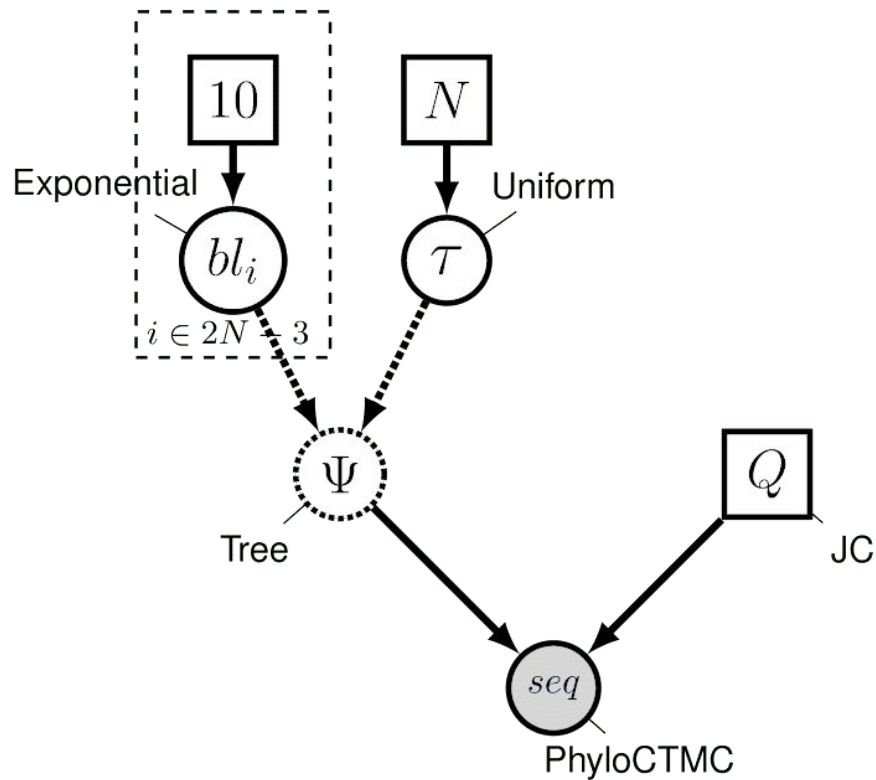 10
N
Exponential
Uniform
bl_i
τ
i ∈ 2N − 3
Ψ
Q
Tree
JC
seq
PhyloCTMC